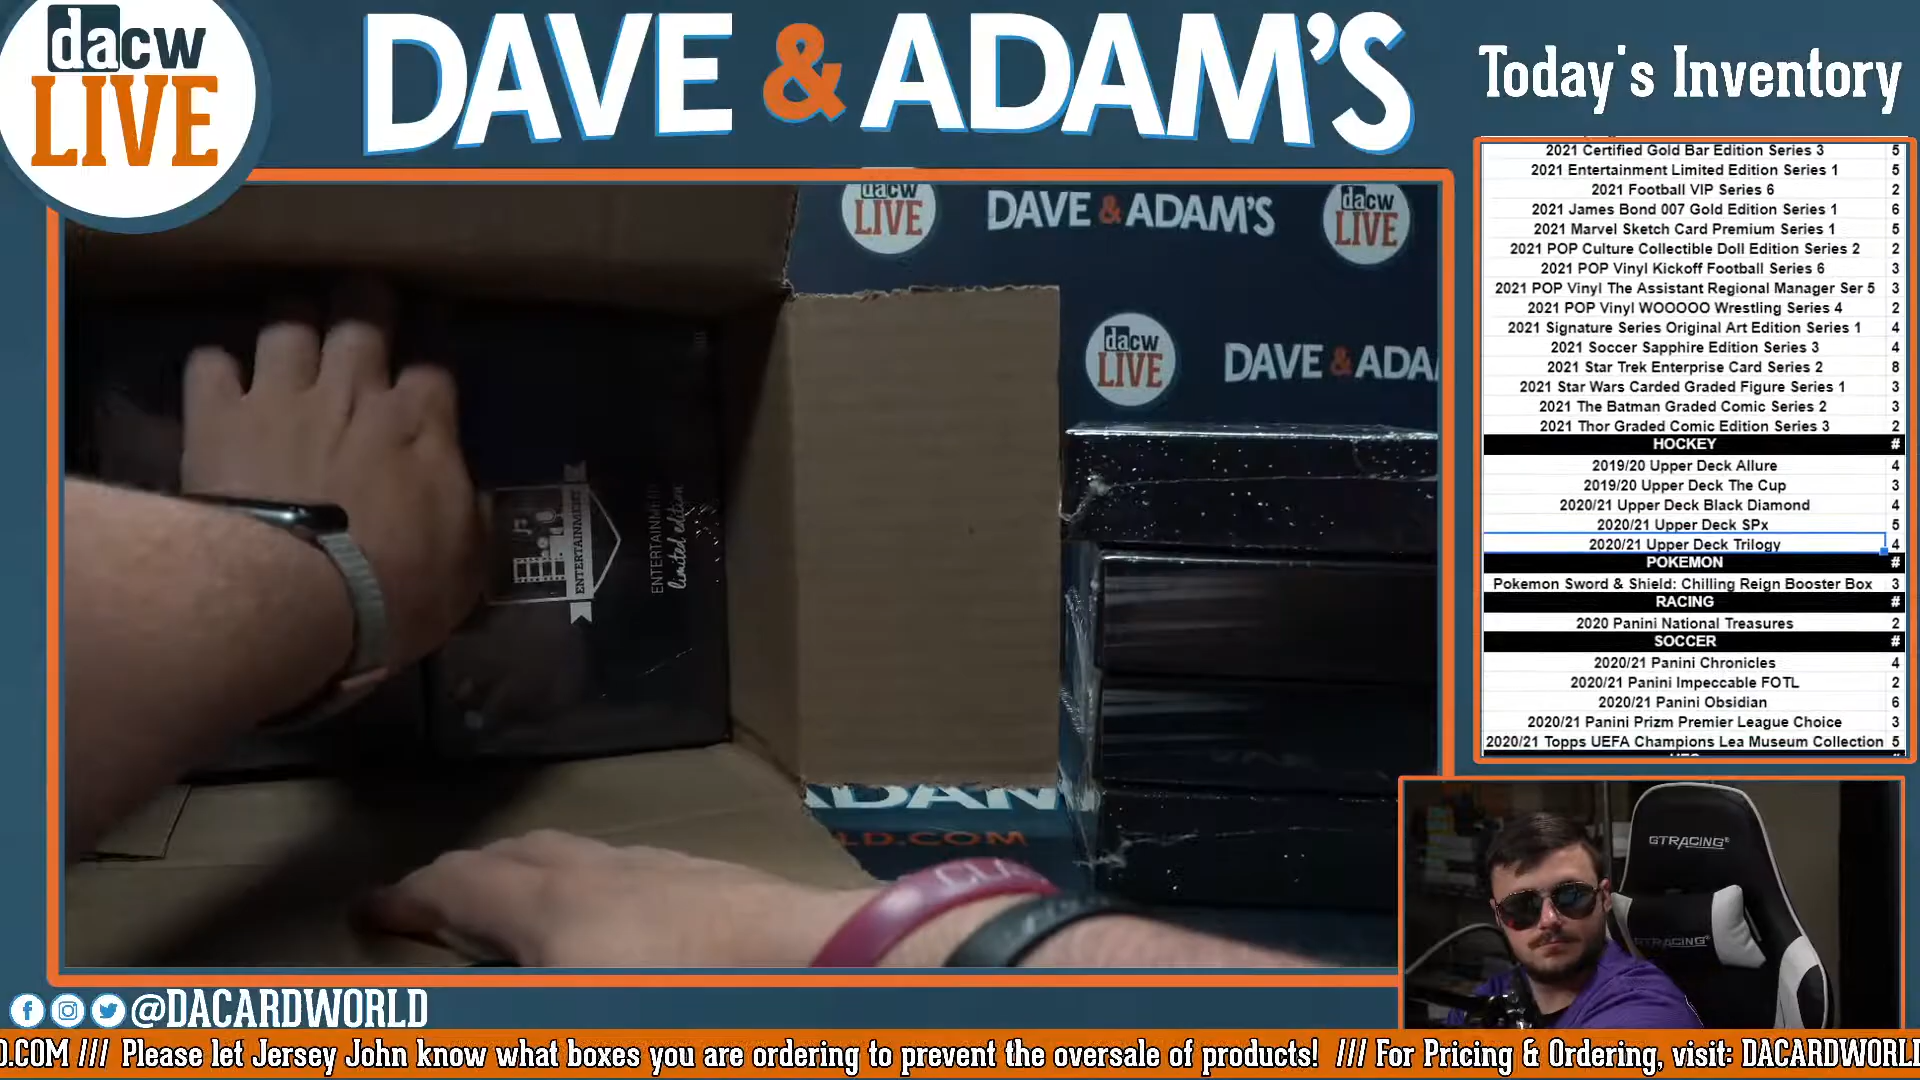 dacw
LIVE
DAVE & ADAM'S
Today's Inventory
2021 Certified Gold Bar Edition Series 3 5
2021 Entertainment Limited Edition Series 1 5
2021 Football VIP Series 6 2
2021 James Bond 007 Gold Edition Series 1 6
2021 Marvel Sketch Card Premium Series 1 5
2021 POP Culture Collectible Doll Edition Series 2 2
2021 POP Vinyl Kickoff Football Series 6 3
2021 POP Vinyl The Assistant Regional Manager Ser 5 3
2021 POP Vinyl WOOOOO Wrestling Series 4 2
2021 Signature Series Original Art Edition Series 1 4
2021 Soccer Sapphire Edition Series 3 4
2021 Star Trek Enterprise Card Series 2 8
2021 Star Wars Carded Graded Figure Series 1 3
2021 The Batman Graded Comic Series 2 3
2021 Thor Graded Comic Edition Series 3 2
HOCKEY #
2019/20 Upper Deck Allure 4
2019/20 Upper Deck The Cup 3
2020/21 Upper Deck Black Diamond 4
2020/21 Upper Deck SPx 5
2020/21 Upper Deck Trilogy 4
POKEMON #
Pokemon Sword & Shield: Chilling Reign Booster Box 3
RACING #
2020 Panini National Treasures 2
SOCCER #
2020/21 Panini Chronicles 4
2020/21 Panini Impeccable FOTL 2
2020/21 Panini Obsidian 6
2020/21 Panini Prizm Premier League Choice 3
2020/21 Topps UEFA Champions Lea Museum Collection 5
dacw
LIVE
DAVE & ADAM'S
dacw
LIVE
dacw
LIVE
DAVE & ADA
ENTERTAINMENT
ENTERTAINMENT
limited edition
ADAM
LD.COM
GTRACING
GTRACING
@DACARDWORLD
D.COM /// Please let Jersey John know what boxes you are ordering to prevent the oversale of products! /// For Pricing & Ordering, visit: DACARDWORL